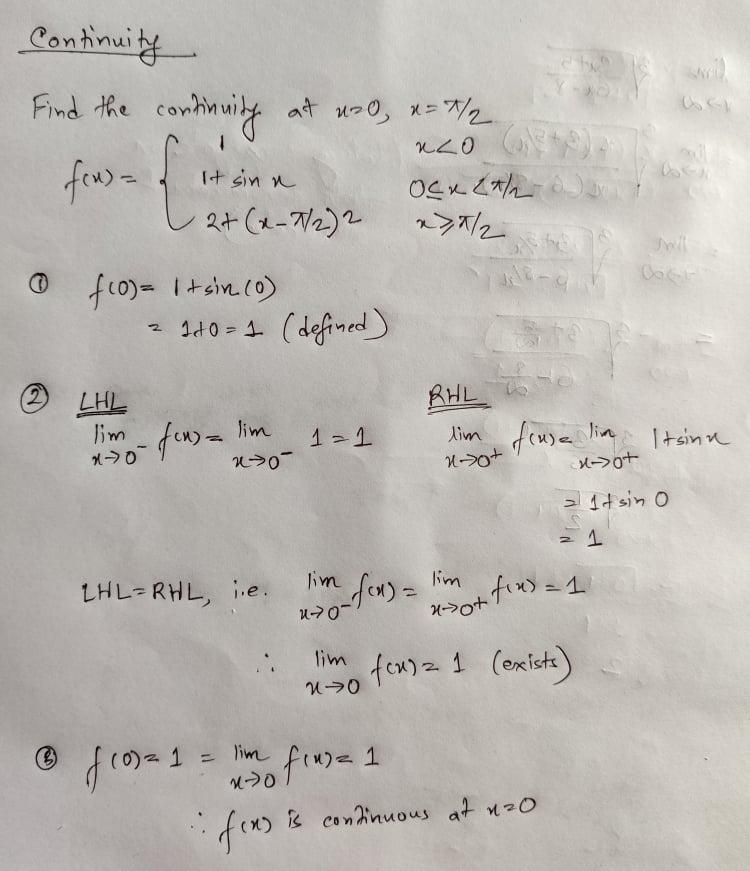 Continuity
Find the continuity at x=0, x=π/2
f(x) = { 1 x<0
1+ sin x 0≤x<π/2
2+ (x-π/2)2 x≥π/2
① f(0)= 1+sin(0)
= 1+0=1 (defined)
② LHL RHL
lim x→0⁻ f(x) = lim x→0⁻ 1 = 1 lim x→0+ f(x)= lim x→0+ 1+sin x
= 1+sin 0
= 1
LHL=RHL, i.e. lim x→0⁻ f(x) = lim x→0+ f(x) = 1
∴ lim x→0 f(x) = 1 (exists)
③ f(0)= 1 = lim x→0 f(x)= 1
∴ f(x) is continuous at x=0